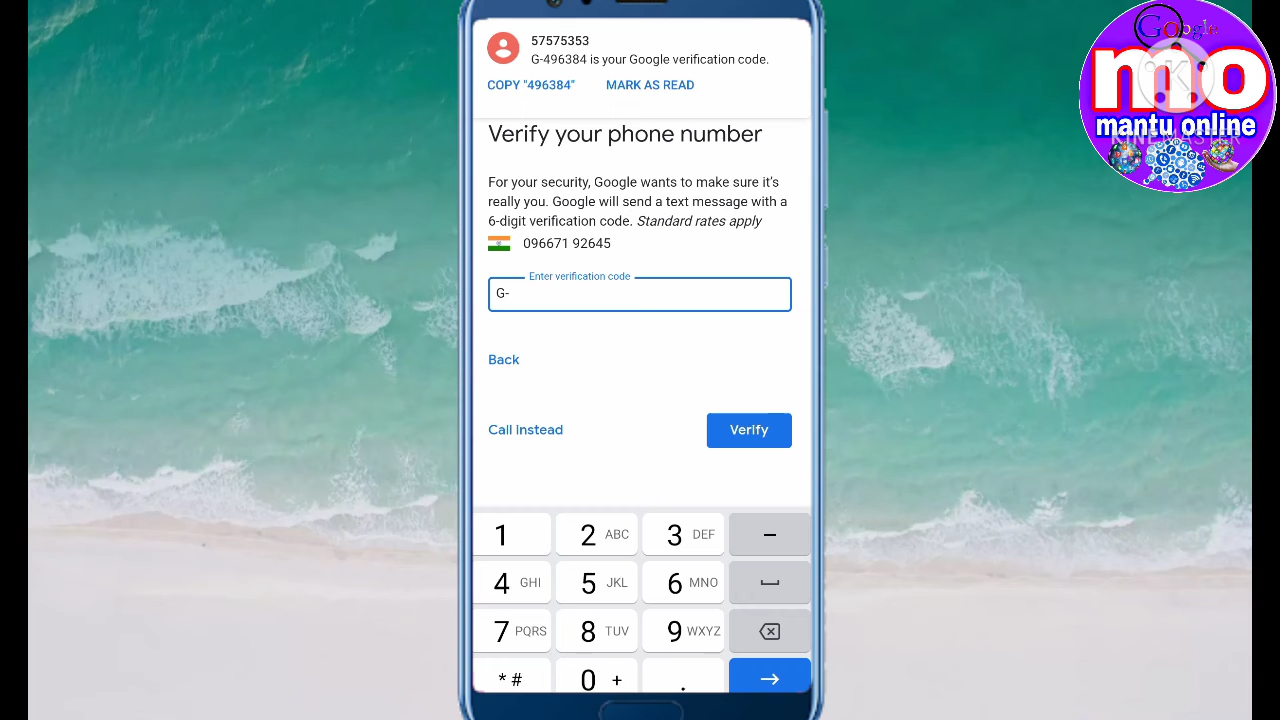 57575353
G-496384 is your Google verification code.
COPY "496384" MARK AS READ
Verify your phone number
For your security, Google wants to make sure it's
really you. Google will send a text message with a
6-digit verification code. Standard rates apply
096671 92645
Enter verification code
G-
Back
Call instead Verify
1 2 ABC 3 DEF –
4 GHI 5 JKL 6 MNO
7 PQRS 8 TUV 9 WXYZ
* # 0 + .
Google
mo
K
mantu online
KINEMASTER